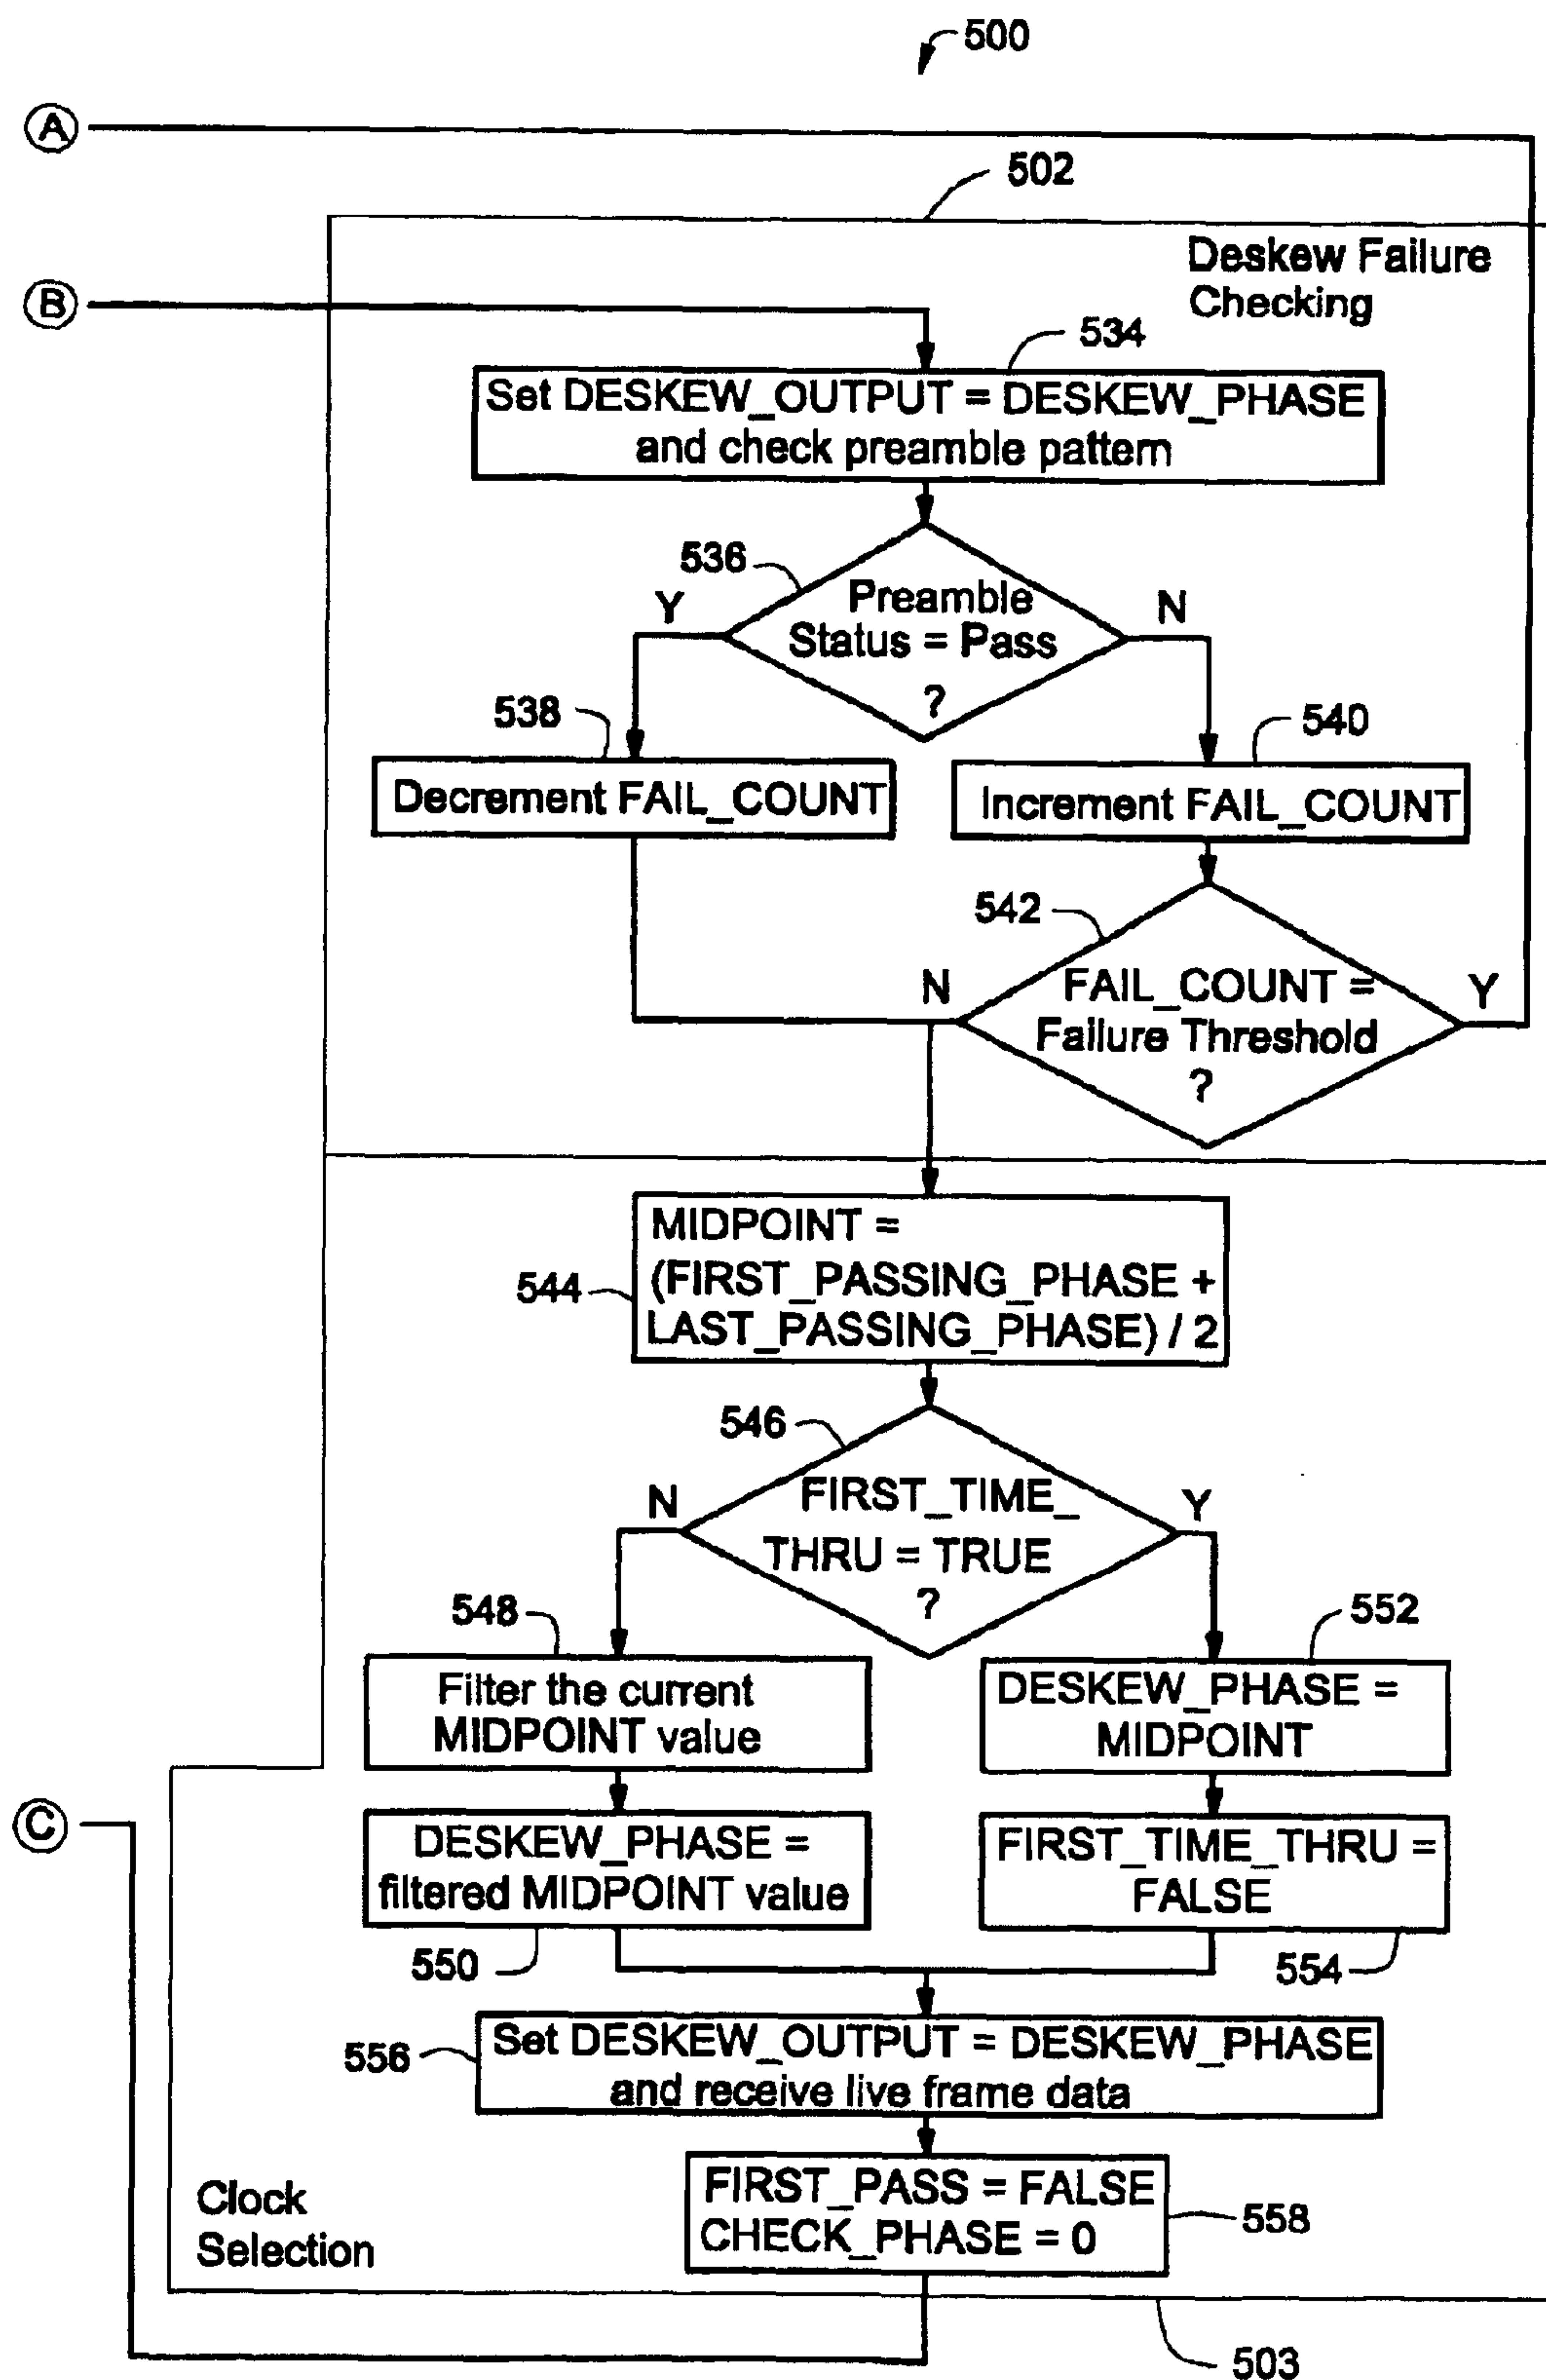 500
A
502
Deskew Failure
Checking
B
534
Set DESKEW_OUTPUT = DESKEW_PHASE
and check preamble pattern
536
Y
Preamble
Status = Pass
?
N
538
540
Decrement FAIL_COUNT
Increment FAIL_COUNT
542
N
FAIL_COUNT =
Failure Threshold
?
Y
544
MIDPOINT =
(FIRST_PASSING_PHASE +
LAST_PASSING_PHASE) / 2
546
N
FIRST_TIME_
THRU = TRUE
?
Y
548
552
Filter the current
MIDPOINT value
DESKEW_PHASE =
MIDPOINT
C
DESKEW_PHASE =
filtered MIDPOINT value
FIRST_TIME_THRU =
FALSE
550
554
556
Set DESKEW_OUTPUT = DESKEW_PHASE
and receive live frame data
FIRST_PASS = FALSE
CHECK_PHASE = 0
558
Clock
Selection
503